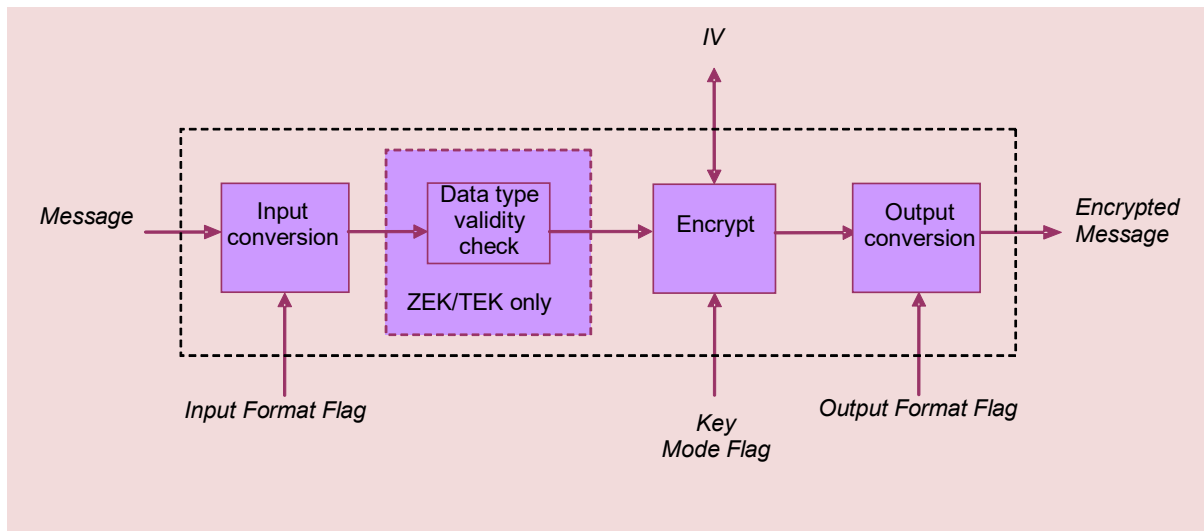 IV
Message
Input
conversion
Data type
validity
check
ZEK/TEK only
Encrypt
Output
conversion
Encrypted
Message
Input Format Flag
Key
Mode Flag
Output Format Flag